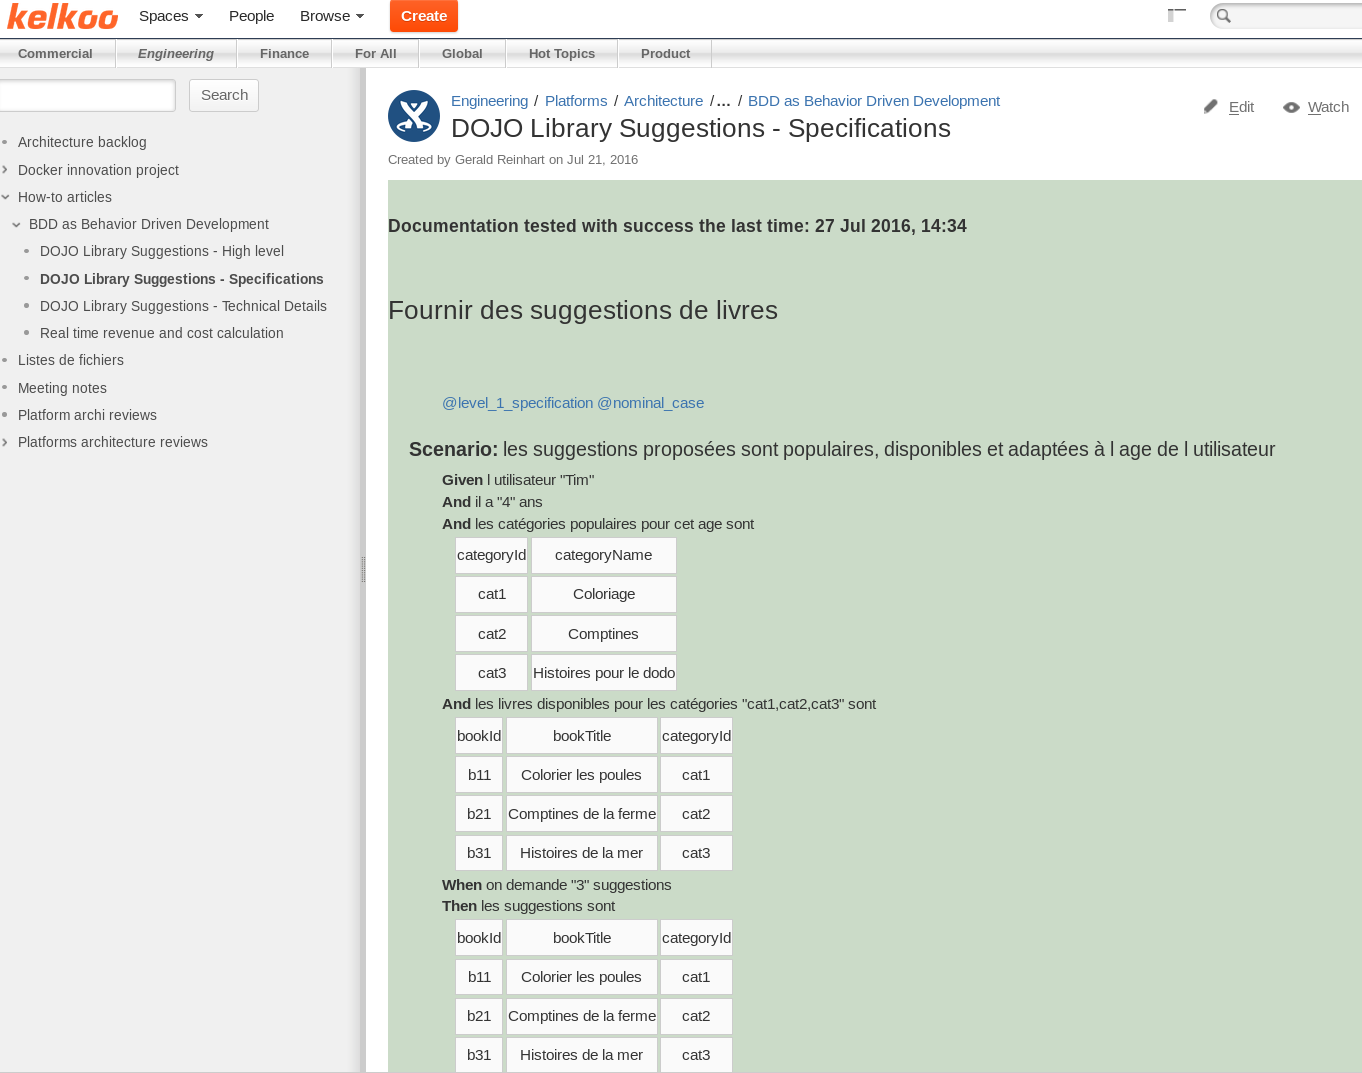 kelkoo Spaces People Browse Create
Commercial Engineering Finance For All Global Hot Topics Product
Search
Architecture backlog
Docker innovation project
How-to articles
BDD as Behavior Driven Development
DOJO Library Suggestions - High level
DOJO Library Suggestions - Specifications
DOJO Library Suggestions - Technical Details
Real time revenue and cost calculation
Listes de fichiers
Meeting notes
Platform archi reviews
Platforms architecture reviews
Engineering / Platforms / Architecture /... / BDD as Behavior Driven Development
Edit Watch
DOJO Library Suggestions - Specifications
Created by Gerald Reinhart on Jul 21, 2016
Documentation tested with success the last time: 27 Jul 2016, 14:34
Fournir des suggestions de livres
@level_1_specification @nominal_case
Scenario: les suggestions proposées sont populaires, disponibles et adaptées à l age de l utilisateur
Given l utilisateur "Tim"
And il a "4" ans
And les catégories populaires pour cet age sont
categoryId categoryName
cat1 Coloriage
cat2 Comptines
cat3 Histoires pour le dodo
And les livres disponibles pour les catégories "cat1,cat2,cat3" sont
bookId bookTitle categoryId
b11 Colorier les poules cat1
b21 Comptines de la ferme cat2
b31 Histoires de la mer cat3
When on demande "3" suggestions
Then les suggestions sont
bookId bookTitle categoryId
b11 Colorier les poules cat1
b21 Comptines de la ferme cat2
b31 Histoires de la mer cat3